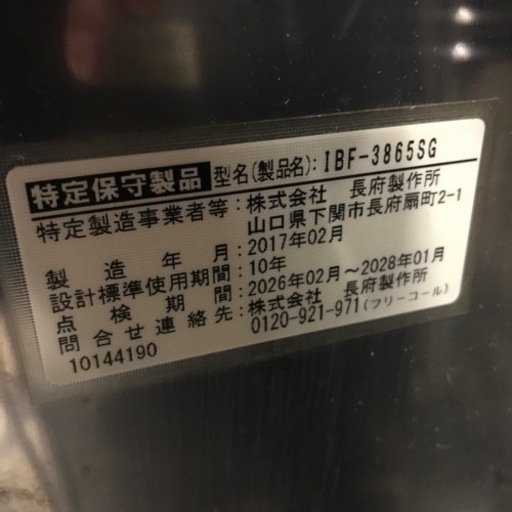 特定保守製品 型名(製品名):IBF-3865SG
特定製造事業者等:株式会社 長府製作所
山口県下関市長府扇町2-1
製造年月:2017年02月
設計標準使用期間:10年
点検期間:2026年02月～2028年01月
問合せ連絡先:株式会社 長府製作所
0120-921-971(フリーコール)
10144190